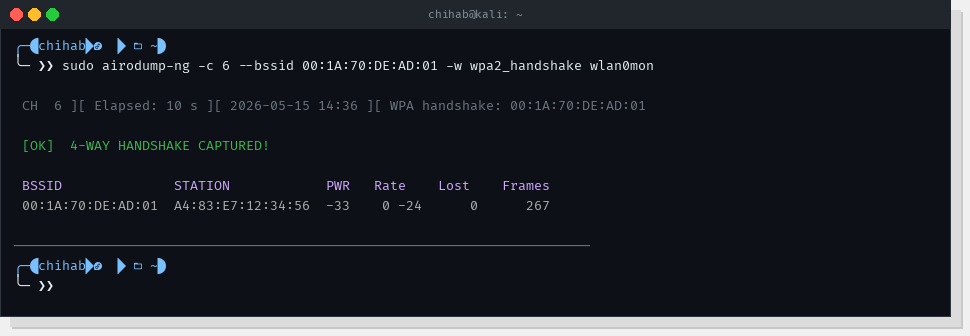 chihab@kali: ~
chihab ~
❯❯ sudo airodump-ng -c 6 --bssid 00:1A:70:DE:AD:01 -w wpa2_handshake wlan0mon
CH  6 ][ Elapsed: 10 s ][ 2026-05-15 14:36 ][ WPA handshake: 00:1A:70:DE:AD:01
[OK]  4-WAY HANDSHAKE CAPTURED!
BSSID              STATION            PWR   Rate    Lost    Frames
00:1A:70:DE:AD:01  A4:83:E7:12:34:56  -33    0 -24      0      267
chihab ~
❯❯